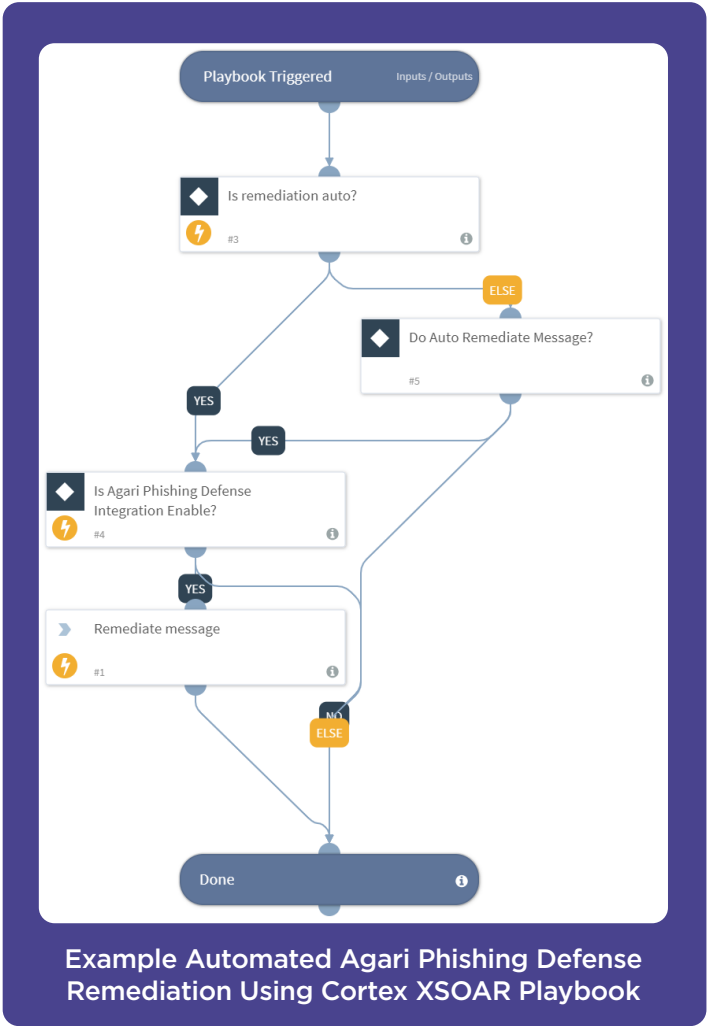 Playbook Triggered
Inputs / Outputs
Is remediation auto?
#3
ELSE
Do Auto Remediate Message?
#5
YES
YES
Is Agari Phishing Defense
Integration Enable?
#4
YES
Remediate message
#1
NO
ELSE
Done
Example Automated Agari Phishing Defense
Remediation Using Cortex XSOAR Playbook